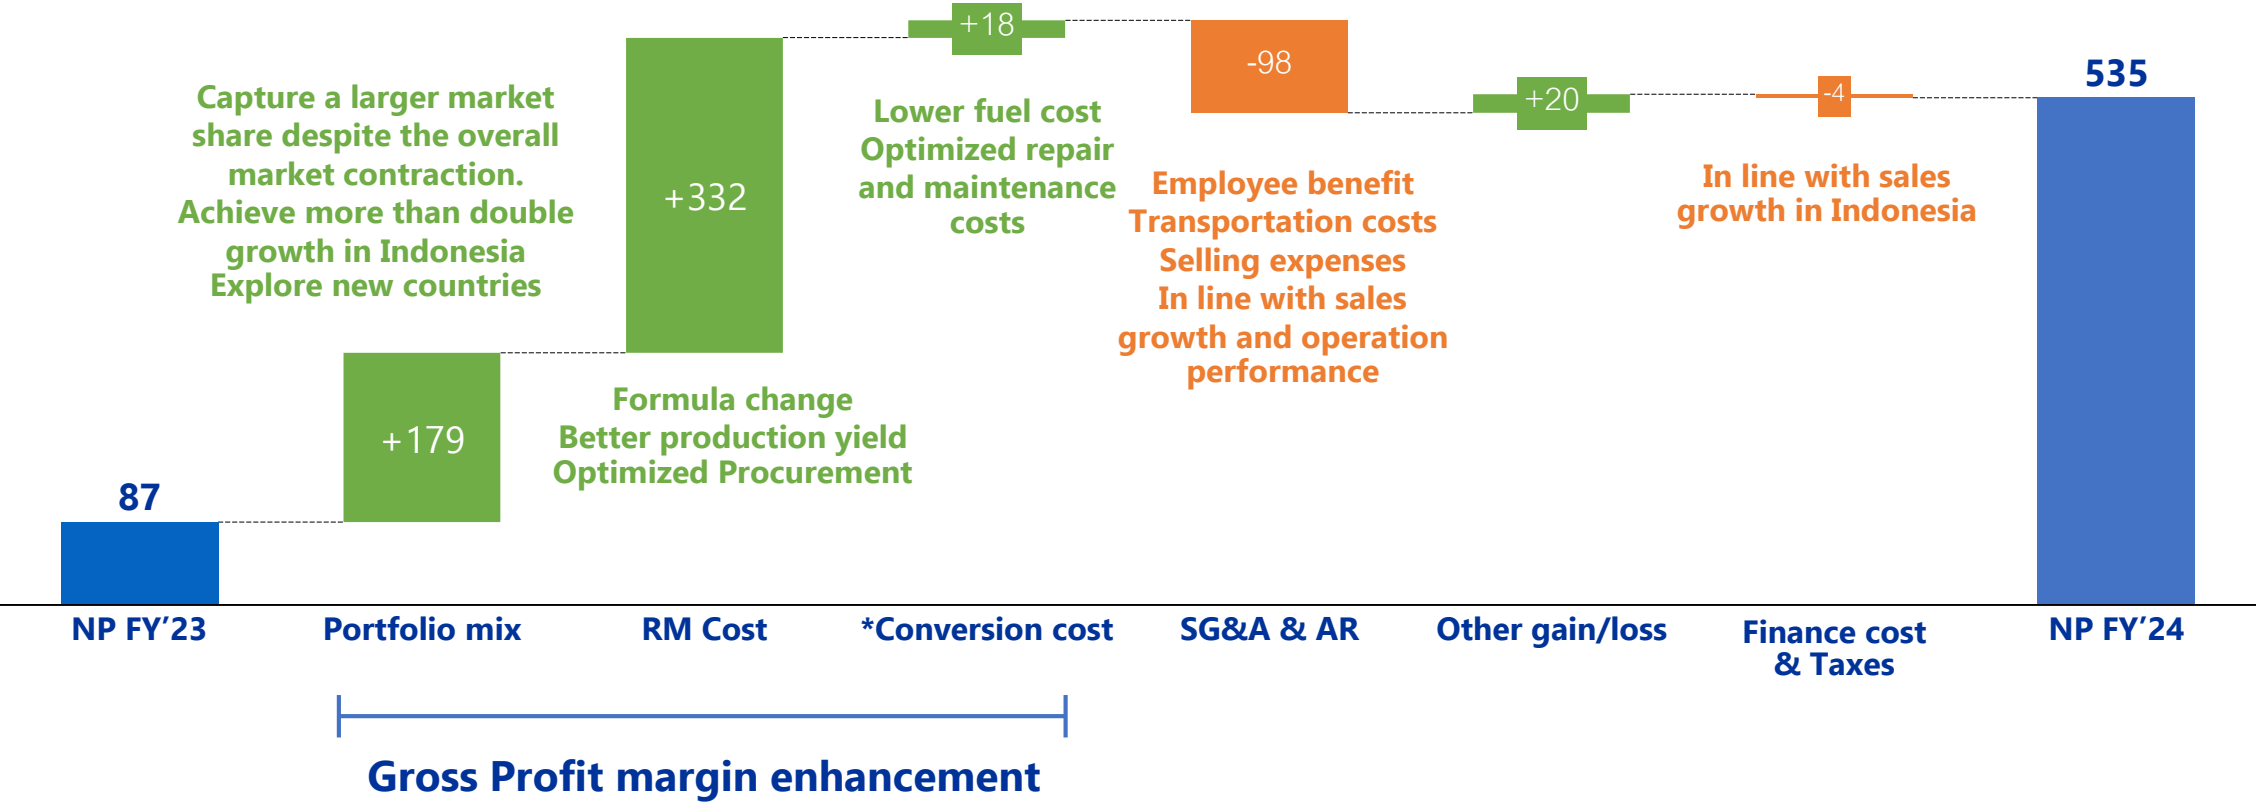 +18
-98
535
Capture a larger market
share despite the overall
market contraction.
Achieve more than double
growth in Indonesia
Explore new countries
Lower fuel cost
Optimized repair
and maintenance
costs
+20
-4
+332
Employee benefit
Transportation costs
Selling expenses
In line with sales
growth and operation
performance
In line with sales
growth in Indonesia
Formula change
Better production yield
Optimized Procurement
+179
87
NP FY’23
Portfolio mix
RM Cost
*Conversion cost
SG&A & AR
Other gain/loss
Finance cost
& Taxes
NP FY’24
Gross Profit margin enhancement